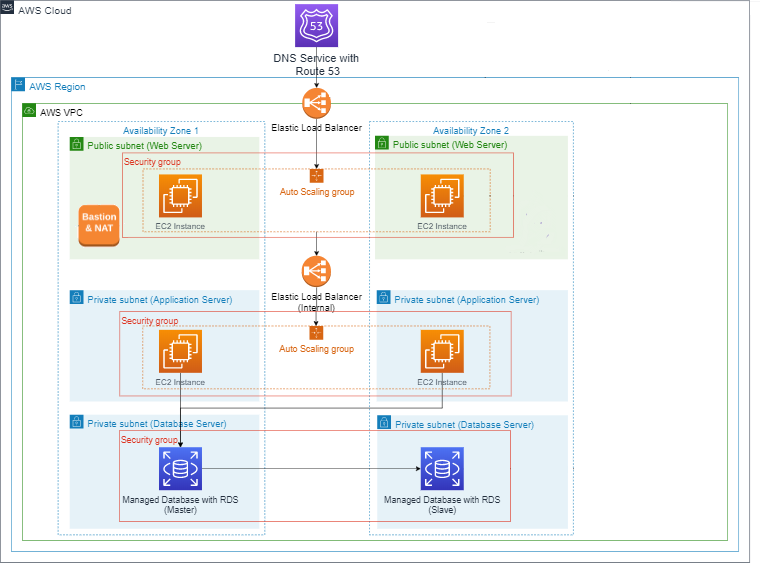 aws
AWS Cloud
53
DNS Service with
Route 53
AWS Region
AWS VPC
Elastic Load Balancer
Availability Zone 1
Availability Zone 2
Public subnet (Web Server)
Public subnet (Web Server)
Security group
Auto Scaling group
Bastion
& NAT
EC2 Instance
EC2 Instance
Elastic Load Balancer
(Internal)
Private subnet (Application Server)
Private subnet (Application Server)
Security group
Auto Scaling group
EC2 Instance
EC2 Instance
Private subnet (Database Server)
Private subnet (Database Server)
Security group
Managed Database with RDS
(Master)
Managed Database with RDS
(Slave)